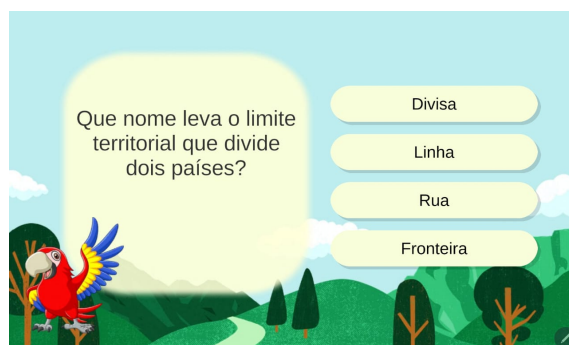 Que nome leva o limite
territorial que divide
dois países?
Divisa
Linha
Rua
Fronteira